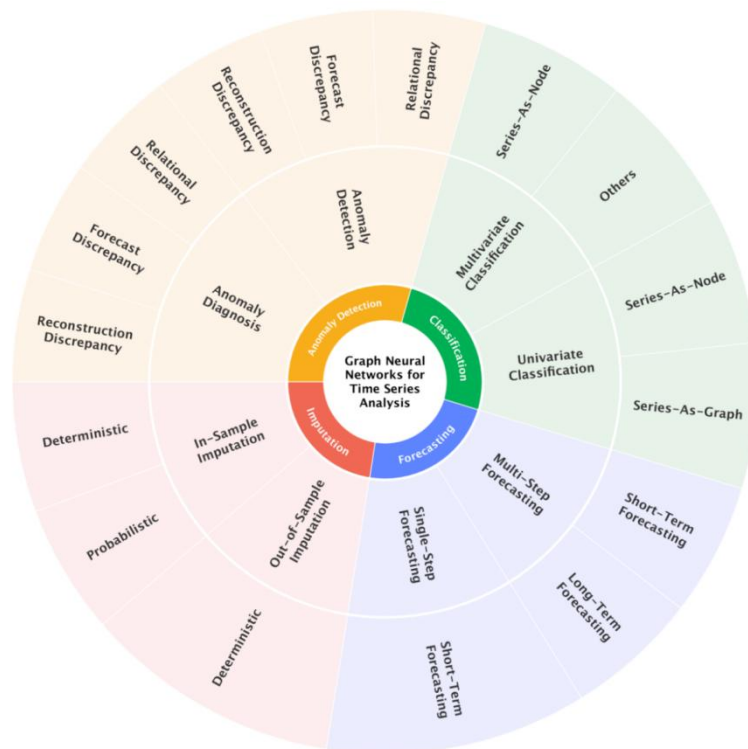 Graph Neural
Networks for
Time Series
Analysis
Anomaly Detection
Classification
Forecasting
Imputation
Anomaly
Detection
Relational
Discrepancy
Forecast
Discrepancy
Reconstruction
Discrepancy
Anomaly
Diagnosis
Relational
Discrepancy
Forecast
Discrepancy
Reconstruction
Discrepancy
Multivariate
Classification
Series-As-Node
Others
Univariate
Classification
Series-As-Node
Series-As-Graph
Multi-Step
Forecasting
Short-Term
Forecasting
Long-Term
Forecasting
Single-Step
Forecasting
Short-Term
Forecasting
Out-of-Sample
Imputation
Deterministic
In-Sample
Imputation
Probabilistic
Deterministic